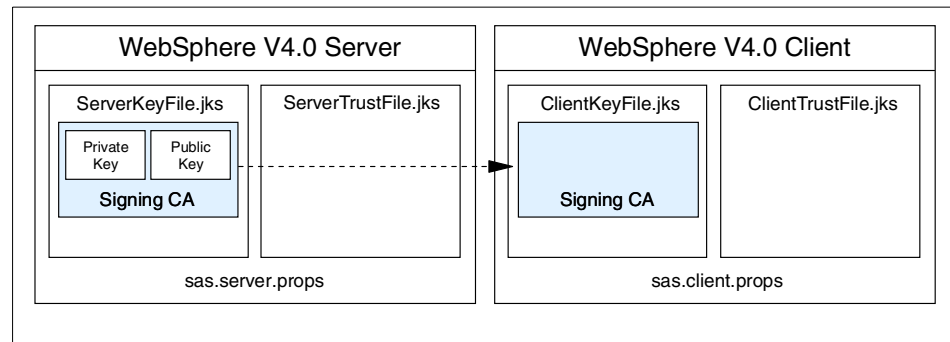 WebSphere V4.0 Server
ServerKeyFile.jks
Private
Key
Public
Key
Signing CA
ServerTrustFile.jks
sas.server.props
WebSphere V4.0 Client
ClientKeyFile.jks
Signing CA
ClientTrustFile.jks
sas.client.props